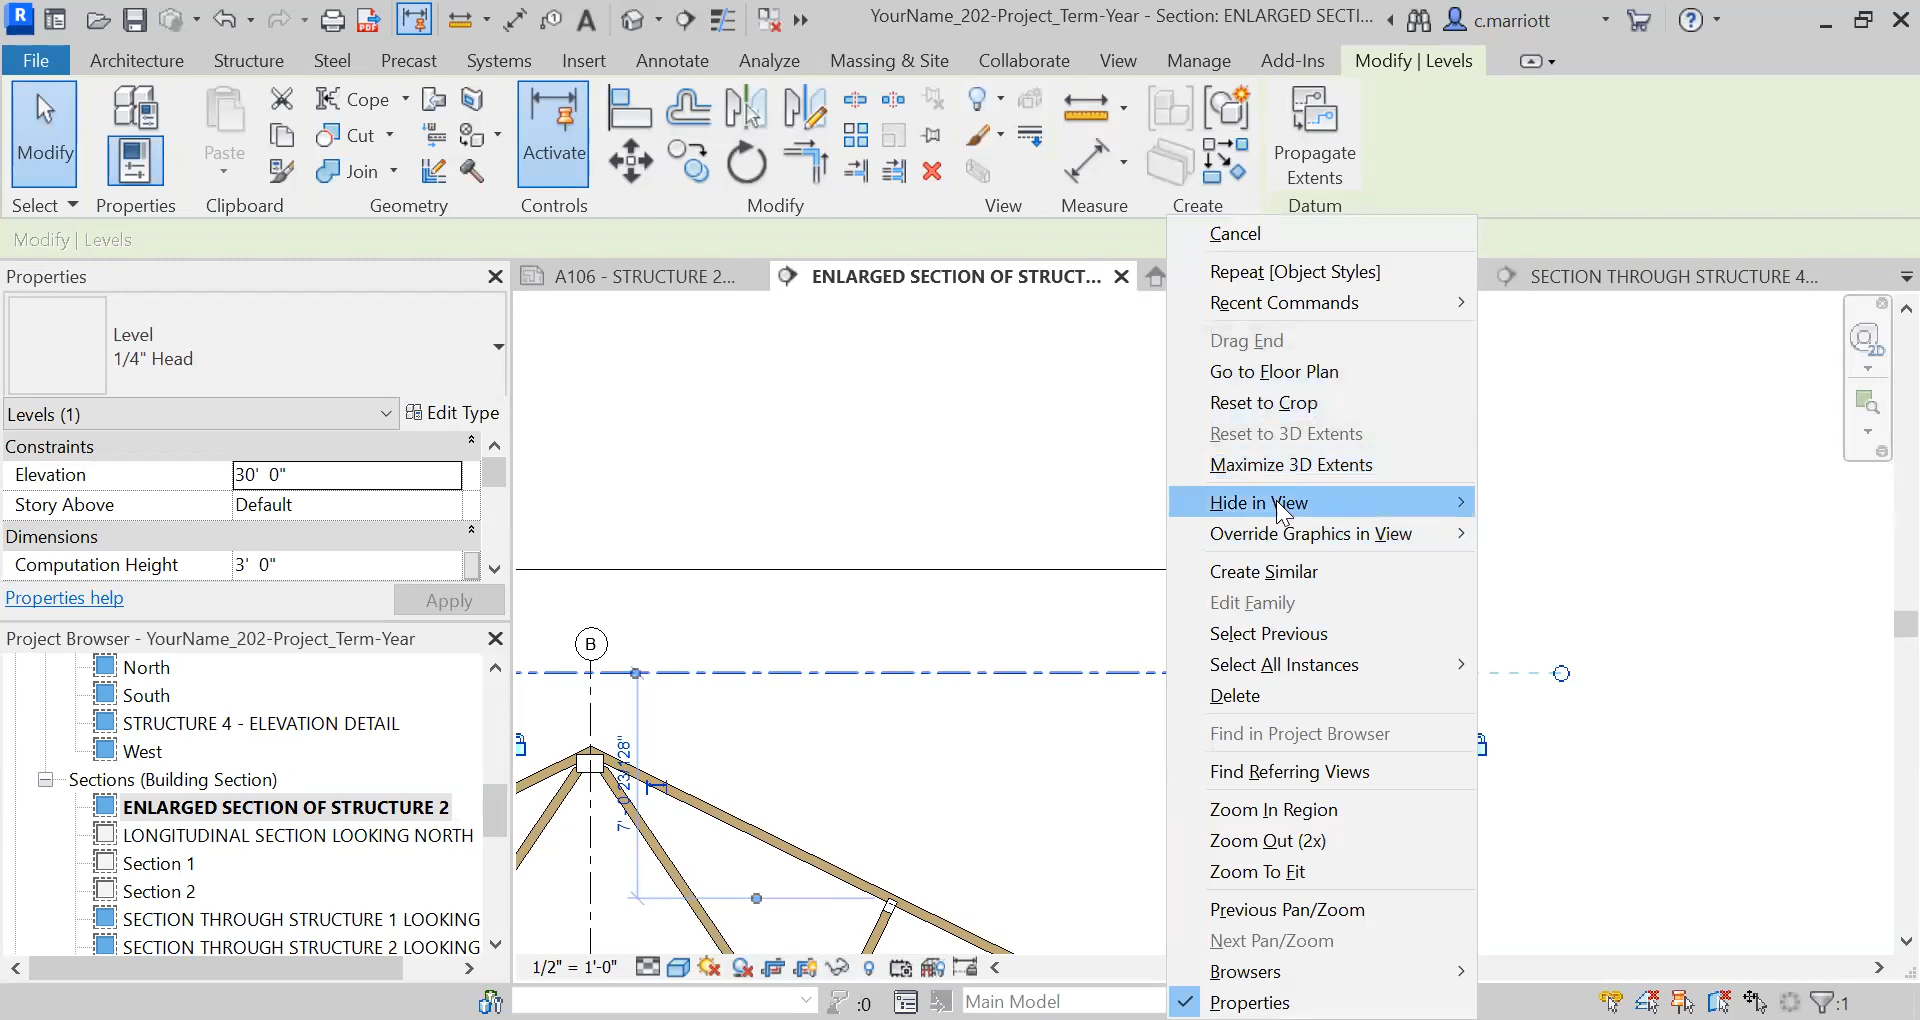 YourName_202-Project_Term-Year - Section: ENLARGED SECTI... c.marriott
File Architecture Structure Steel Precast Systems Insert Annotate Analyze Massing & Site Collaborate View Manage Add-Ins Modify | Levels
Modify Paste Cope Cut Join Activate Propagate Extents
Select Properties Clipboard Geometry Controls Modify View Measure Create Datum
Modify | Levels
Properties
A106 - STRUCTURE 2...
ENLARGED SECTION OF STRUCT...
SECTION THROUGH STRUCTURE 4...
Level
1/4" Head
Levels (1) Edit Type
Constraints
Elevation 30' 0"
Story Above Default
Dimensions
Computation Height 3' 0"
Properties help Apply
Project Browser - YourName_202-Project_Term-Year
North
South
STRUCTURE 4 - ELEVATION DETAIL
West
Sections (Building Section)
ENLARGED SECTION OF STRUCTURE 2
LONGITUDINAL SECTION LOOKING NORTH
Section 1
Section 2
SECTION THROUGH STRUCTURE 1 LOOKING
SECTION THROUGH STRUCTURE 2 LOOKING
B
Cancel
Repeat [Object Styles]
Recent Commands
Drag End
Go to Floor Plan
Reset to Crop
Reset to 3D Extents
Maximize 3D Extents
Hide in View
Override Graphics in View
Create Similar
Edit Family
Select Previous
Select All Instances
Delete
Find in Project Browser
Find Referring Views
Zoom In Region
Zoom Out (2x)
Zoom To Fit
Previous Pan/Zoom
Next Pan/Zoom
Browsers
Properties
2D
1/2" = 1'-0"
:0 Main Model :1